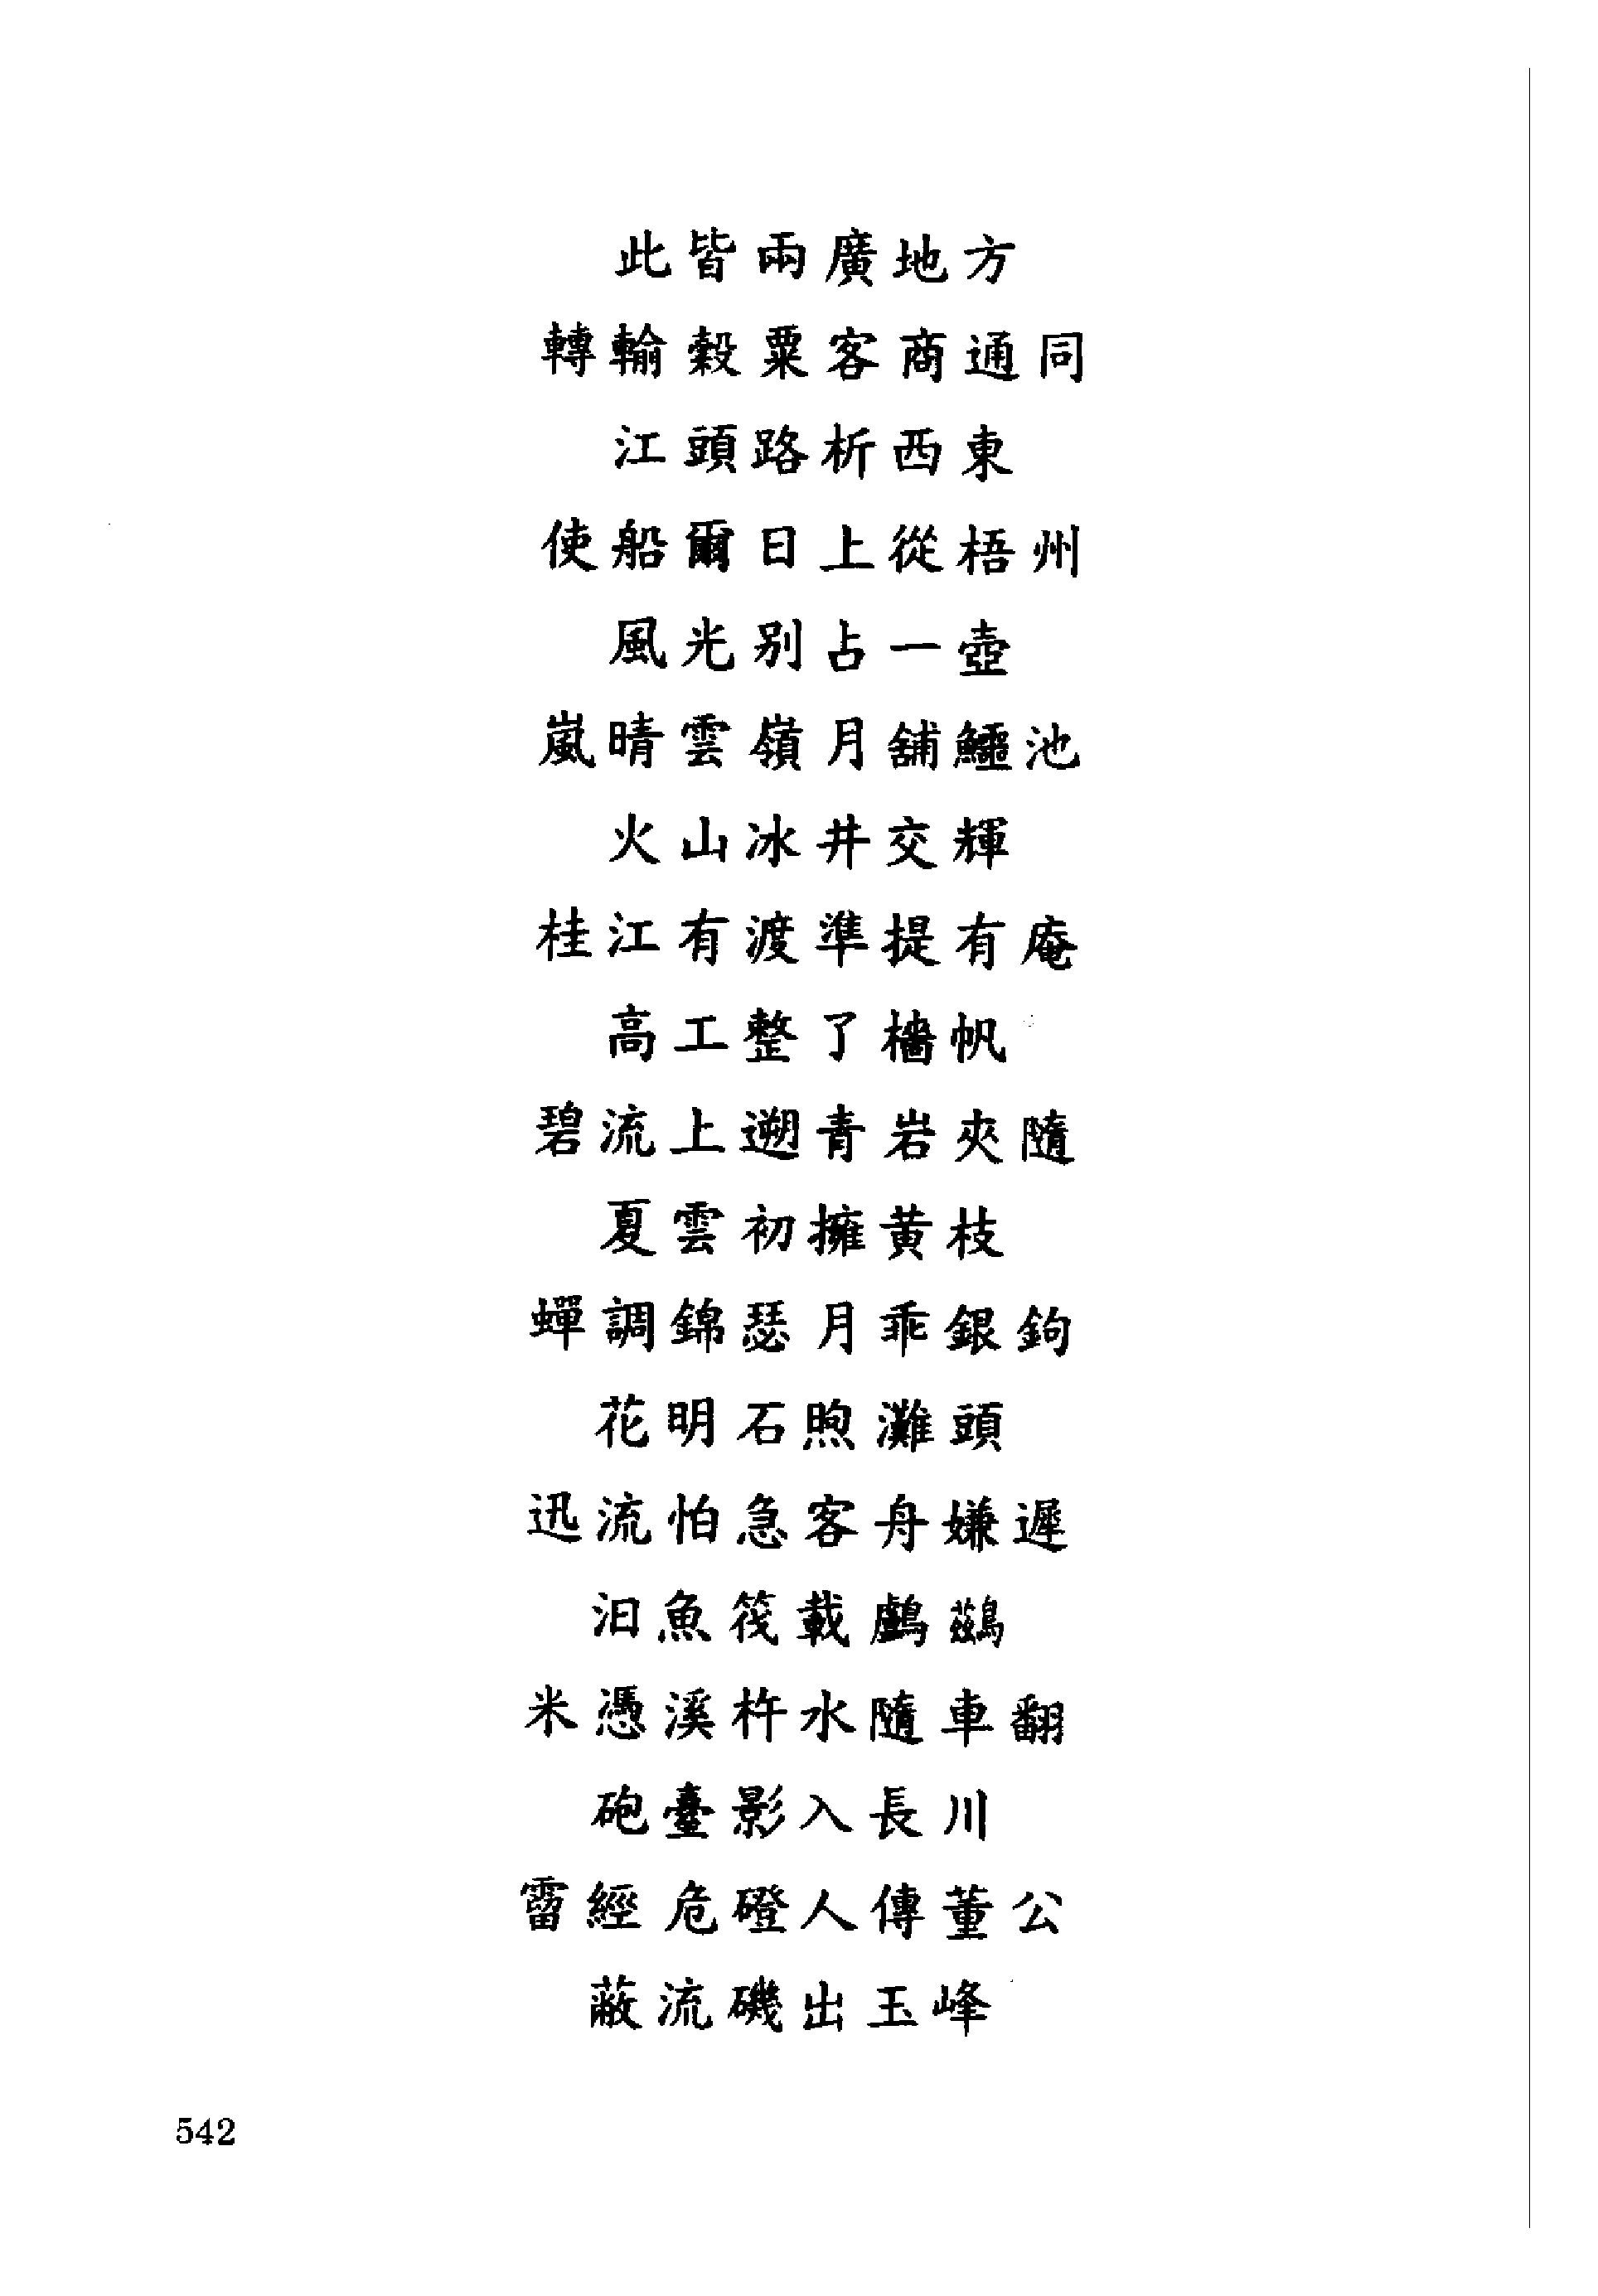 此皆兩廣地方
轉輸穀粟客商通同
江頭路析西東
使船爾日上從梧州
風光别占一壺
嵐晴雲嶺月舖鱷池
火山冰井交輝
桂江有渡準提有庵
高工整了檣帆
碧流上遡青岩夾隨
夏雲初擁黄枝
蟬調錦瑟月乖銀鉤
花明石煦灘頭
迅流怕急客舟嫌遲
汩魚筏載鸕鷀
米憑溪杵水隨車翻
砲臺影入長川
雷經危磴人傳董公
蔽流磯出玉峰
542